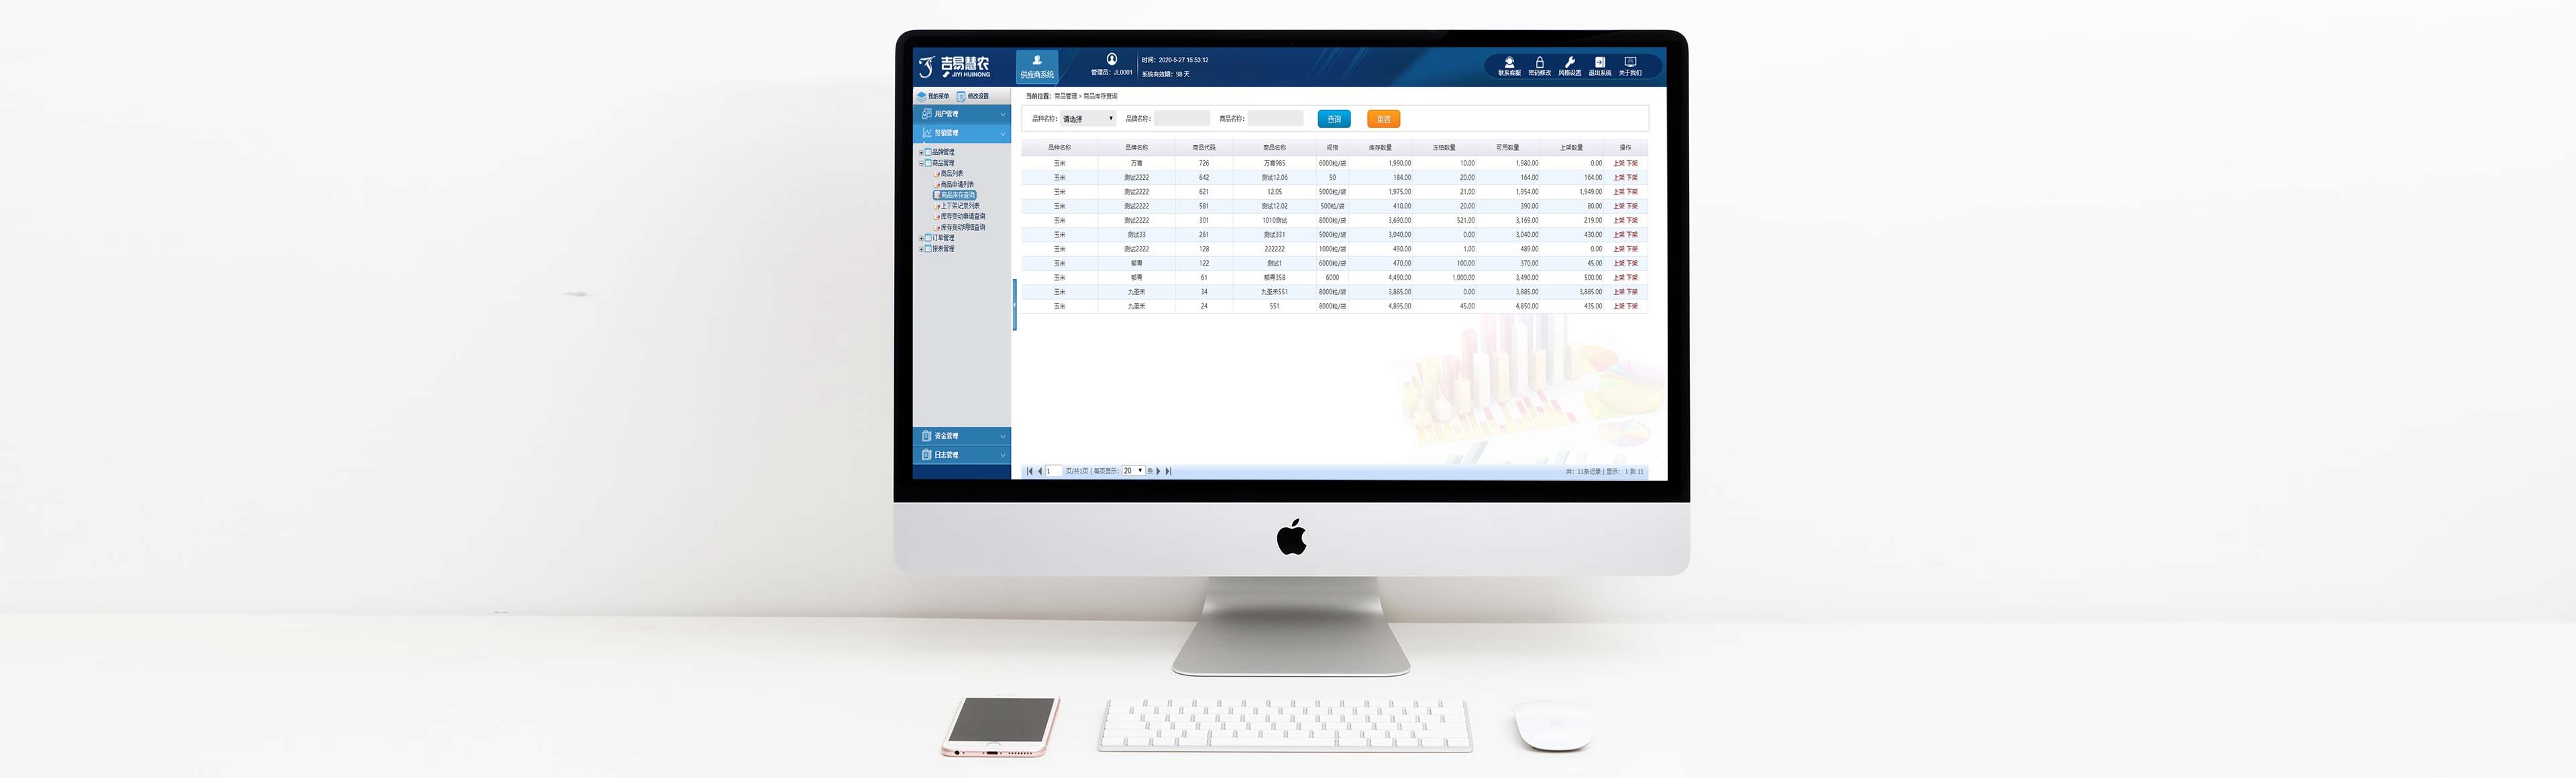 吉易慧农
JIYI HUINONG
供应商系统
管理员：JL0001
时间：2020-5-27 15:53:12
系统有效期：98 天
联系客服 密码修改 风格设置 退出系统 关于我们
我的菜单 修改设置
用户管理
经销管理
品牌管理
商品管理
商品列表
商品申请列表
商品库存查询
上下架记录列表
库存变动申请查询
库存变动明细查询
订单管理
报表管理
资金管理
日志管理
当前位置：商品管理 > 商品库存查询
品种名称： 请选择 品牌名称： 商品名称： 查询 重置
品种名称 品牌名称 商品代码 商品名称 规格 库存数量 冻结数量 可用数量 上架数量 操作
玉米 万育 726 万育985 6000粒/袋 1,990.00 10.00 1,980.00 0.00 上架 下架
玉米 测试2222 642 测试12.06 50 184.00 20.00 164.00 164.00 上架 下架
玉米 测试2222 621 12.05 5000粒/袋 1,975.00 21.00 1,954.00 1,949.00 上架 下架
玉米 测试2222 581 测试12.02 500粒/袋 410.00 20.00 390.00 80.00 上架 下架
玉米 测试2222 301 1010测试 8000粒/袋 3,690.00 521.00 3,169.00 219.00 上架 下架
玉米 测试33 261 测试331 5000粒/袋 3,040.00 0.00 3,040.00 430.00 上架 下架
玉米 测试2222 128 222222 1000粒/袋 490.00 1.00 489.00 0.00 上架 下架
玉米 郁青 122 测试1 6000粒/袋 470.00 100.00 370.00 45.00 上架 下架
玉米 郁青 61 郁青358 6000 4,490.00 1,000.00 3,490.00 500.00 上架 下架
玉米 九圣禾 34 九圣禾551 8000粒/袋 3,885.00 0.00 3,885.00 3,885.00 上架 下架
玉米 九圣禾 24 551 8000粒/袋 4,895.00 45.00 4,850.00 435.00 上架 下架
1 页/共1页 | 每页显示： 20 条
共：11条记录 | 显示： 1 到 11